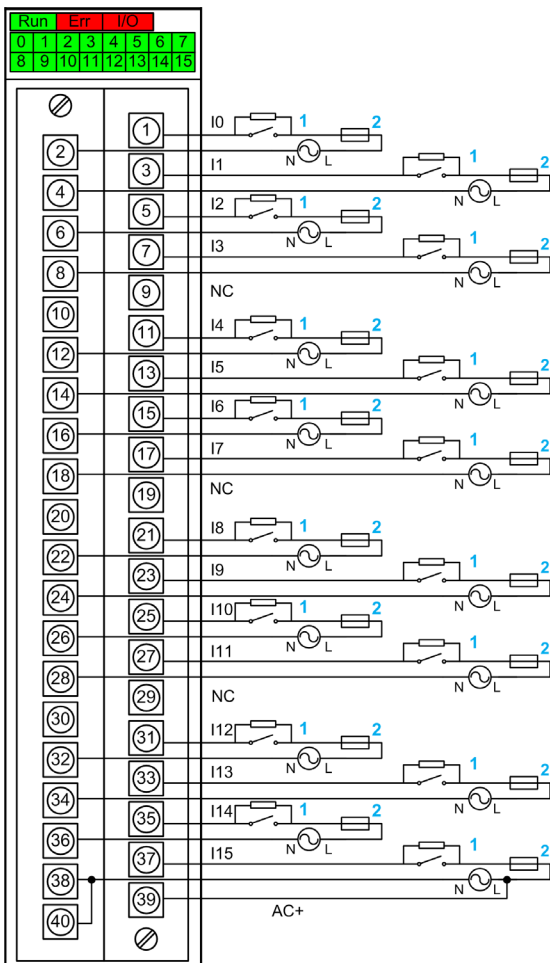 Run Err I/O
0 1 2 3 4 5 6 7
8 9 10 11 12 13 14 15
1 I0 1 2
2 N L
3 I1 1 2
4 N L
5 I2 1 2
6 N L
7 I3 1 2
8 N L
9 NC
10
11 I4 1 2
12 N L
13 I5 1 2
14 N L
15 I6 1 2
16 N L
17 I7 1 2
18 N L
19 NC
20
21 I8 1 2
22 N L
23 I9 1 2
24 N L
25 I10 1 2
26 N L
27 I11 1 2
28 N L
29 NC
30
31 I12 1 2
32 N L
33 I13 1 2
34 N L
35 I14 1 2
36 N L
37 I15 1 2
38 N L
39 AC+
40